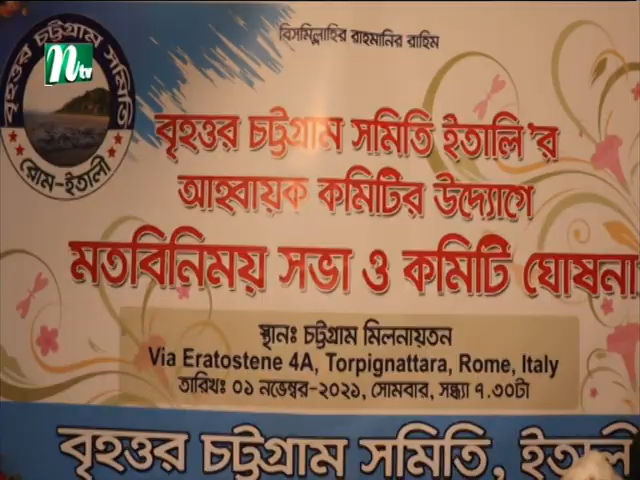 বিসমিল্লাহির রাহমানির রাহিম
বৃহত্তর চট্টগ্রাম সমিতি
রোম-ইতালী
Ntv
বৃহত্তর চট্টগ্রাম সমিতি ইতালি'র
আহবায়ক কমিটির উদ্যোগে
মতবিনিময় সভা ও কমিটি ঘোষনা
স্থানঃ চট্টগ্রাম মিলনায়তন
Via Eratostene 4A, Torpignattara, Rome, Italy
তারিখঃ ০১ নভেম্বর-২০২১, সোমবার, সন্ধ্যা ৭.৩০টা
বৃহত্তর চট্টগ্রাম সমিতি, ইতালী